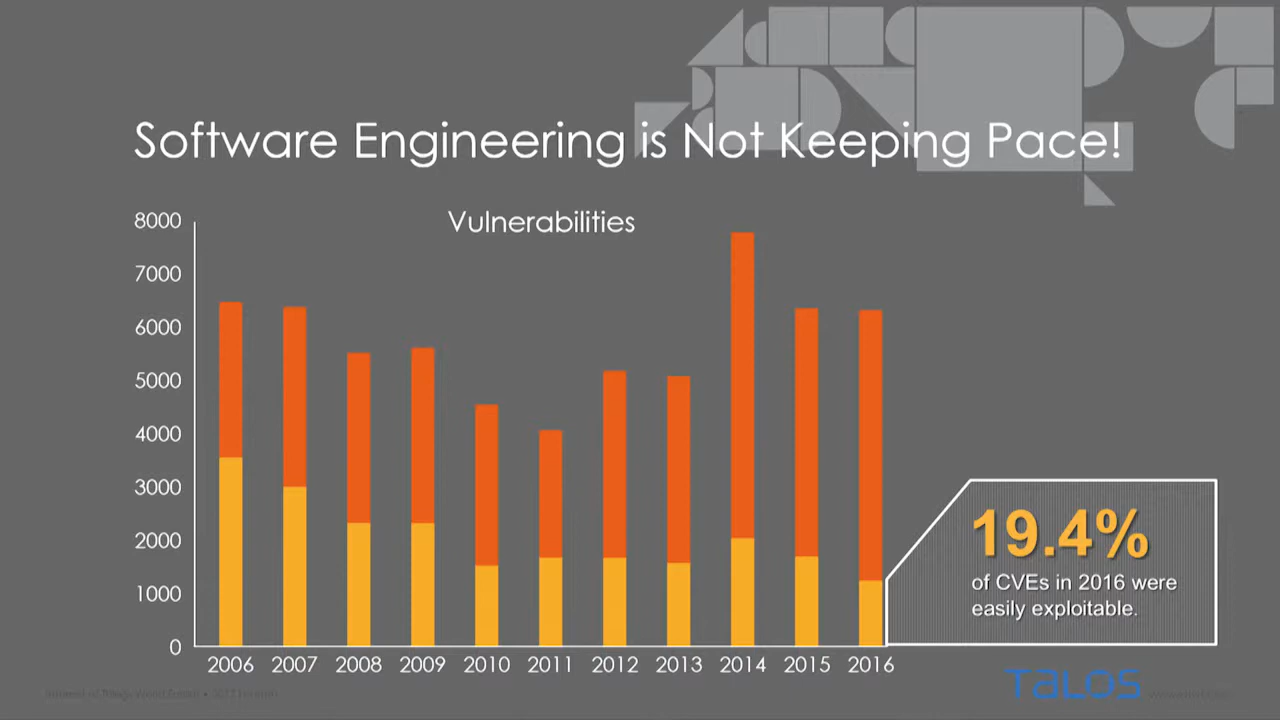 Software Engineering is Not Keeping Pace!
Vulnerabilities
8000
7000
6000
5000
4000
3000
2000
1000
0
2006 2007 2008 2009 2010 2011 2012 2013 2014 2015 2016
19.4%
of CVEs in 2016 were
easily exploitable.
TALOS